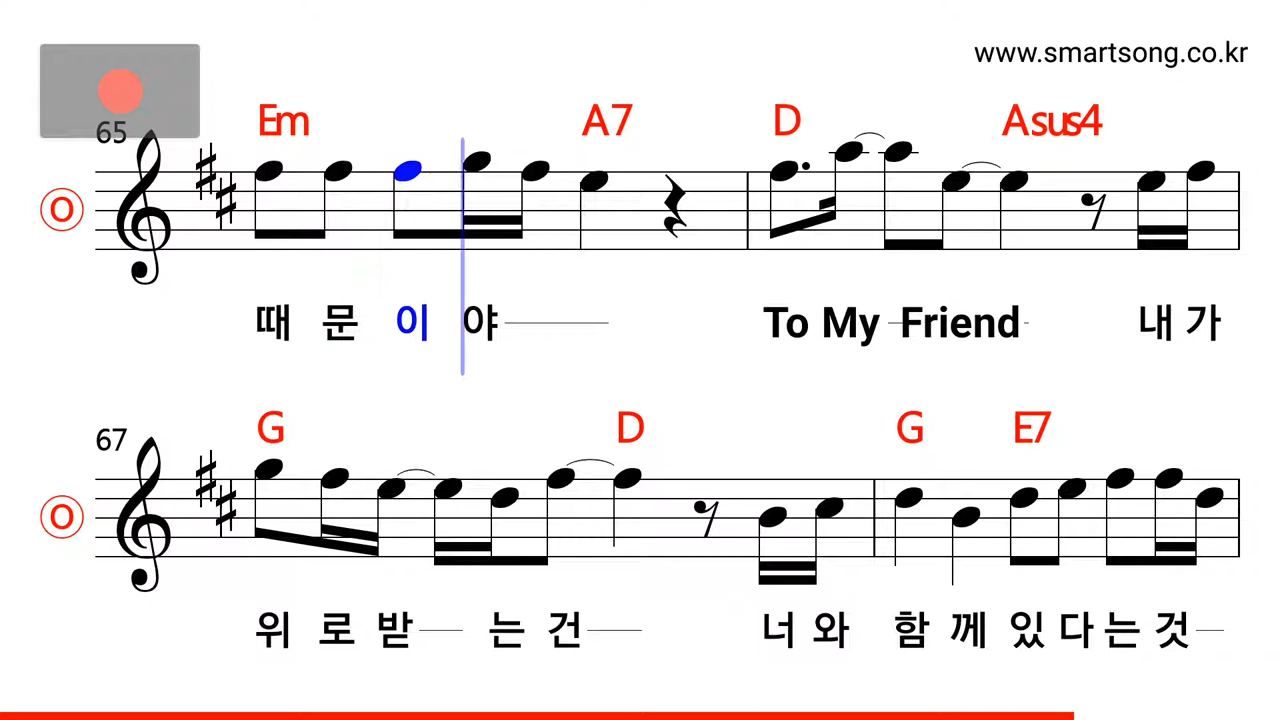 www.smartsong.co.kr
65 Em A7 D Asus4
O
때 문 이 야 To My Friend 내 가
67 G D G E7
O
위 로 받 는 건 너 와 함 께 있 다 는 것